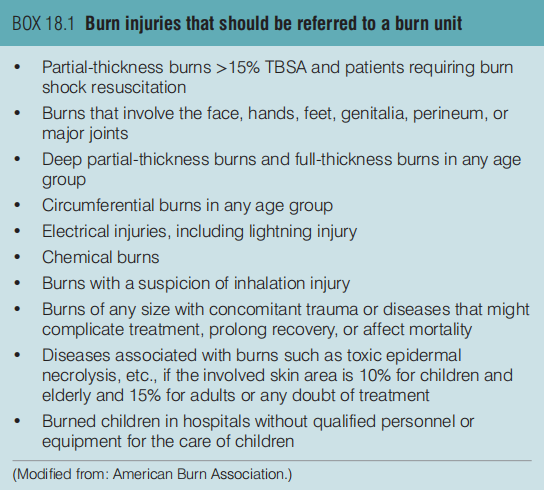 BOX 18.1 Burn injuries that should be referred to a burn unit
• Partial-thickness burns >15% TBSA and patients requiring burn
shock resuscitation
• Burns that involve the face, hands, feet, genitalia, perineum, or
major joints
• Deep partial-thickness burns and full-thickness burns in any age
group
• Circumferential burns in any age group
• Electrical injuries, including lightning injury
• Chemical burns
• Burns with a suspicion of inhalation injury
• Burns of any size with concomitant trauma or diseases that might
complicate treatment, prolong recovery, or affect mortality
• Diseases associated with burns such as toxic epidermal
necrolysis, etc., if the involved skin area is 10% for children and
elderly and 15% for adults or any doubt of treatment
• Burned children in hospitals without qualified personnel or
equipment for the care of children
(Modified from: American Burn Association.)